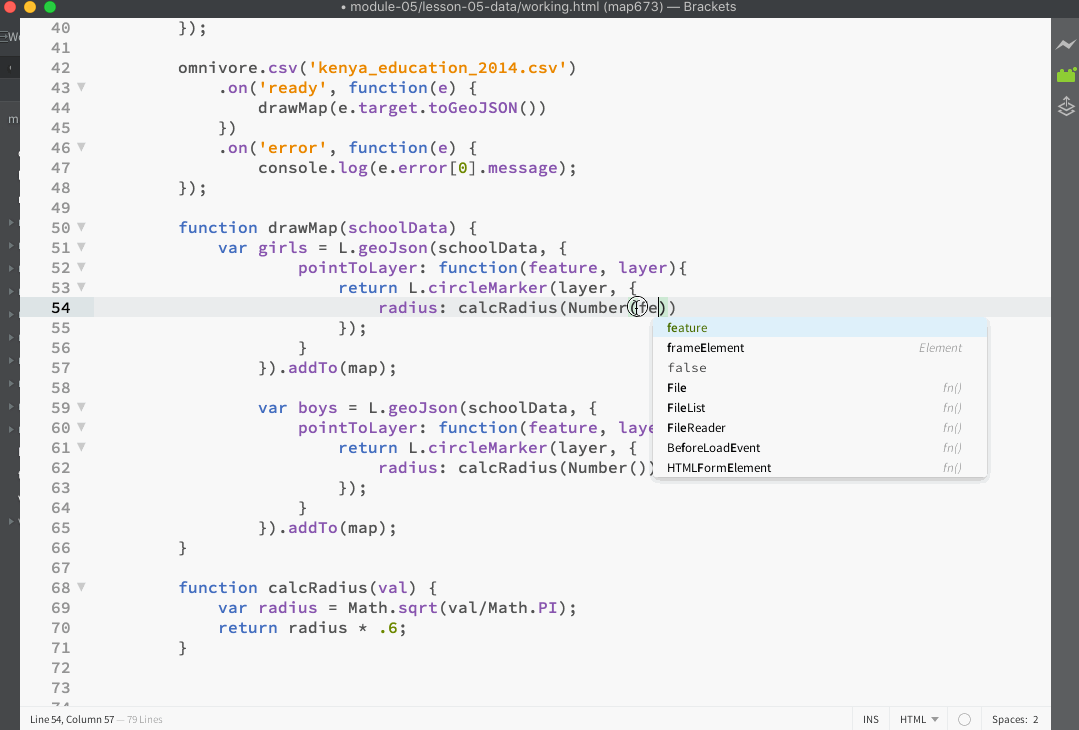 • module-05/lesson-05-data/working.html (map673) — Brackets
40 });
41
42 omnivore.csv('kenya_education_2014.csv')
43 .on('ready', function(e) {
44 drawMap(e.target.toGeoJSON())
45 })
46 .on('error', function(e) {
47 console.log(e.error[0].message);
48 });
49
50 function drawMap(schoolData) {
51 var girls = L.geoJson(schoolData, {
52 pointToLayer: function(feature, layer){
53 return L.circleMarker(layer, {
54 radius: calcRadius(Number(fe))
55 });
feature
56 }
frameElement Element
57 }).addTo(map);
false
58
File fn()
59 var boys = L.geoJson(schoolData, {
FileList fn()
60 pointToLayer: function(feature, laye
FileReader fn()
61 return L.circleMarker(layer, {
BeforeLoadEvent fn()
62 radius: calcRadius(Number())
HTMLFormElement fn()
63 });
64 }
65 }).addTo(map);
66 }
67
68 function calcRadius(val) {
69 var radius = Math.sqrt(val/Math.PI);
70 return radius * .6;
71 }
72
73
Line 54, Column 57 — 79 Lines
INS HTML Spaces: 2